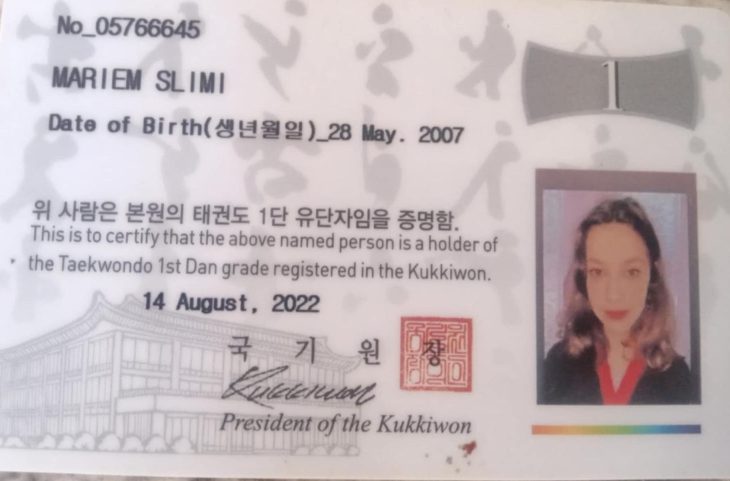 No_05766645
1
MARIEM SLIMI
Date of Birth(생년월일)_28 May. 2007
위 사람은 본원의 태권도 1단 유단자임을 증명함.
This is to certify that the above named person is a holder of
the Taekwondo 1st Dan grade registered in the Kukkiwon.
14 August, 2022
국 기 원 장
Kukkiwon
President of the Kukkiwon